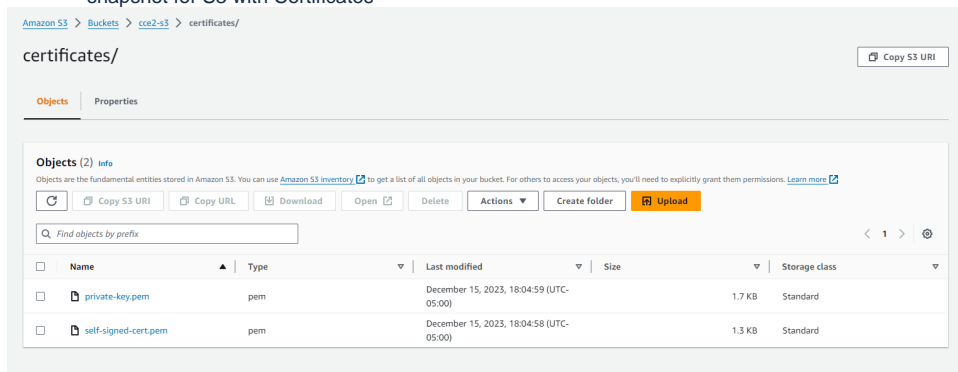 snapshot for S3 with Certificates
Amazon S3 > Buckets > cce2-s3 > certificates/
certificates/
Copy S3 URI
Objects Properties
Objects (2) Info
Objects are the fundamental entities stored in Amazon S3. You can use Amazon S3 inventory to get a list of all objects in your bucket. For others to access your objects, you'll need to explicitly grant them permissions. Learn more
Copy S3 URI Copy URL Download Open Delete Actions Create folder Upload
Find objects by prefix
< 1 >
Name Type Last modified Size Storage class
private-key.pem pem December 15, 2023, 18:04:59 (UTC-
05:00) 1.7 KB Standard
self-signed-cert.pem pem December 15, 2023, 18:04:58 (UTC-
05:00) 1.3 KB Standard